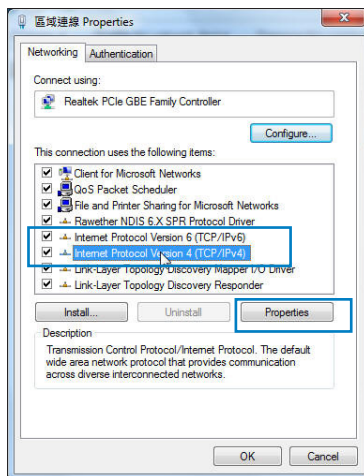 區域連線 Properties
Networking
Authentication
Connect using:
Realtek PCIe GBE Family Controller
Configure...
This connection uses the following items:
Client for Microsoft Networks
QoS Packet Scheduler
File and Printer Sharing for Microsoft Networks
Rawether NDIS 6.X SPR Protocol Driver
Internet Protocol Version 6 (TCP/IPv6)
Internet Protocol Version 4 (TCP/IPv4)
Link-Layer Topology Discovery Mapper I/O Driver
Link-Layer Topology Discovery Responder
Install...
Uninstall
Properties
Description
Transmission Control Protocol/Internet Protocol. The default
wide area network protocol that provides communication
across diverse interconnected networks.
OK
Cancel